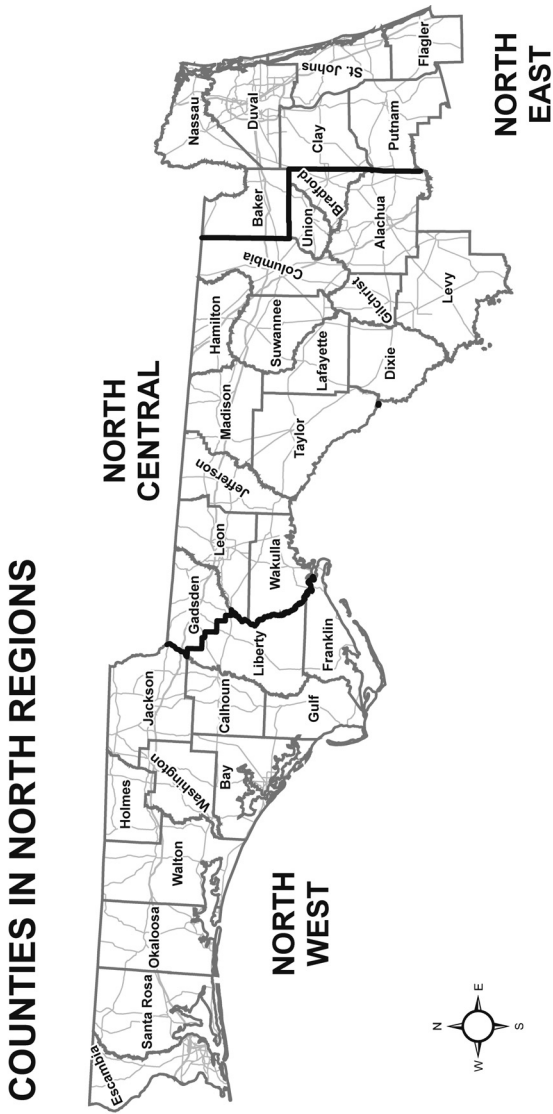 COUNTIES IN NORTH REGIONS
NORTH
WEST
NORTH
CENTRAL
NORTH
EAST
Escambia
Santa Rosa
Okaloosa
Walton
Holmes
Washington
Bay
Jackson
Calhoun
Gulf
Liberty
Franklin
Gadsden
Leon
Wakulla
Jefferson
Madison
Taylor
Hamilton
Suwannee
Lafayette
Dixie
Columbia
Gilchrist
Levy
Union
Bradford
Alachua
Baker
Nassau
Duval
Clay
St. Johns
Putnam
Flagler
N
W
E
S